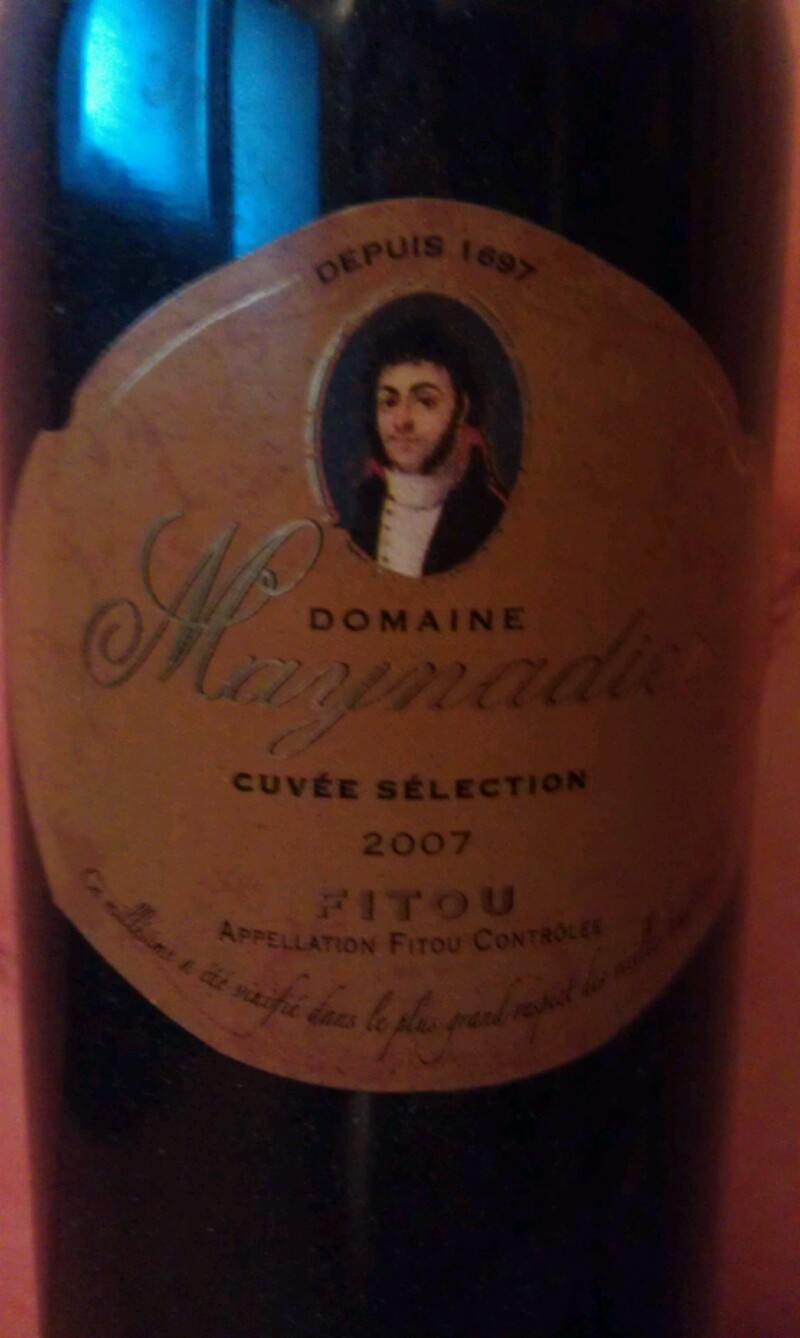 DEPUIS 1697
DOMAINE
Maynadier
CUVÉE SÉLECTION
2007
FITOU
APPELLATION FITOU CONTRÔLÉE
Ce millésime a été vinifié dans le plus grand respect des